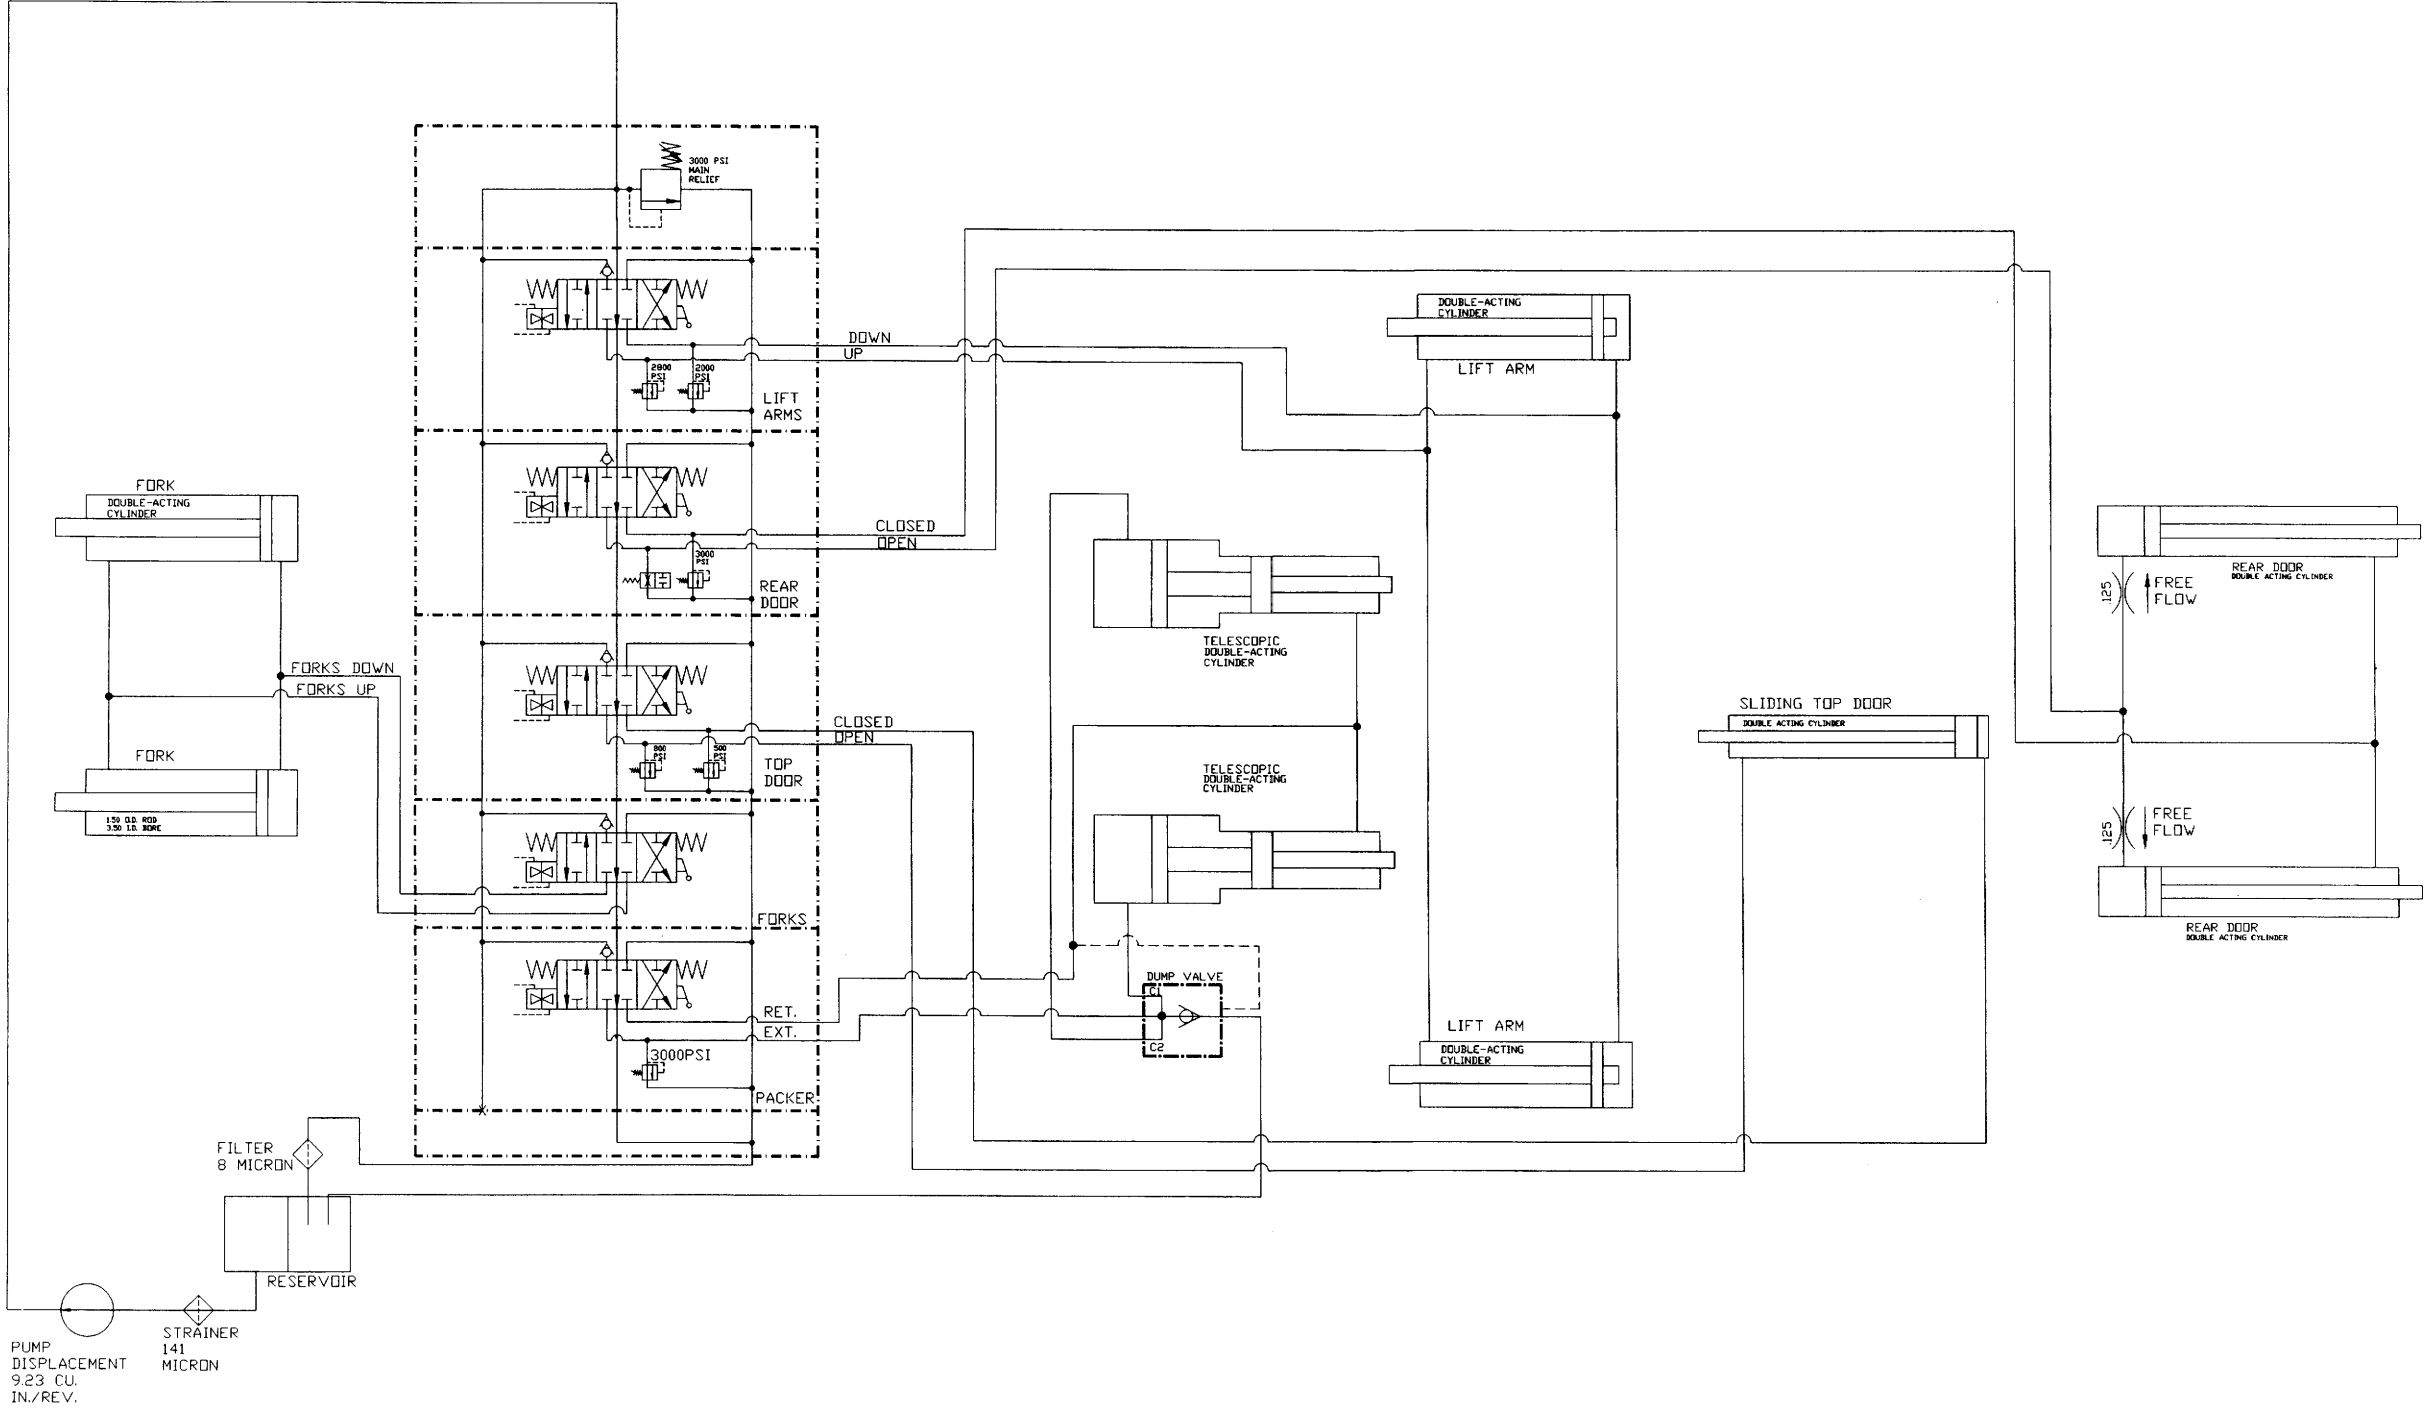 3000 PSI
MAIN
RELIEF
DOWN
UP
2800
PSI
2000
PSI
LIFT
ARMS
DOUBLE-ACTING
CYLINDER
LIFT ARM
FORK
DOUBLE-ACTING
CYLINDER
CLOSED
OPEN
3000
PSI
REAR
DOOR
REAR DOOR
DOUBLE ACTING CYLINDER
.125
FREE
FLOW
TELESCOPIC
DOUBLE-ACTING
CYLINDER
FORKS DOWN
FORKS UP
SLIDING TOP DOOR
DOUBLE ACTING CYLINDER
CLOSED
OPEN
800
PSI
500
PSI
TOP
DOOR
FORK
1.50 O.D. ROD
3.50 I.D. BORE
TELESCOPIC
DOUBLE-ACTING
CYLINDER
.125
FREE
FLOW
FORKS
REAR DOOR
DOUBLE ACTING CYLINDER
DUMP VALVE
C1
C2
RET.
EXT.
3000PSI
PACKER
LIFT ARM
DOUBLE-ACTING
CYLINDER
FILTER
8 MICRON
RESERVOIR
STRAINER
141
MICRON
PUMP
DISPLACEMENT
9.23 CU.
IN./REV.